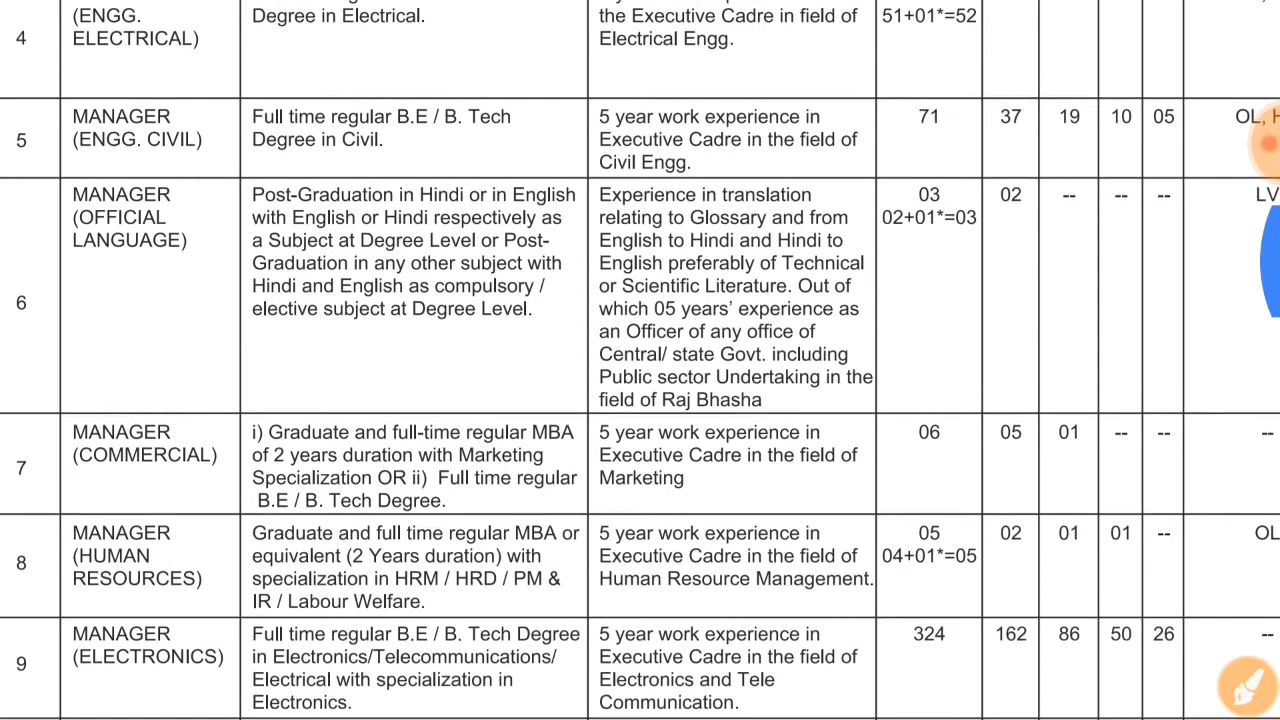 4
(ENGG.
ELECTRICAL)
Degree in Electrical.
the Executive Cadre in field of
Electrical Engg.
51+01*=52
5
MANAGER
(ENGG. CIVIL)
Full time regular B.E / B. Tech
Degree in Civil.
5 year work experience in
Executive Cadre in the field of
Civil Engg.
71
37
19
10
05
OL, H
6
MANAGER
(OFFICIAL
LANGUAGE)
Post-Graduation in Hindi or in English
with English or Hindi respectively as
a Subject at Degree Level or Post-
Graduation in any other subject with
Hindi and English as compulsory /
elective subject at Degree Level.
Experience in translation
relating to Glossary and from
English to Hindi and Hindi to
English preferably of Technical
or Scientific Literature. Out of
which 05 years’ experience as
an Officer of any office of
Central/ state Govt. including
Public sector Undertaking in the
field of Raj Bhasha
03
02+01*=03
02
--
--
--
LV
7
MANAGER
(COMMERCIAL)
i) Graduate and full-time regular MBA
of 2 years duration with Marketing
Specialization OR ii) Full time regular
B.E / B. Tech Degree.
5 year work experience in
Executive Cadre in the field of
Marketing
06
05
01
--
--
--
8
MANAGER
(HUMAN
RESOURCES)
Graduate and full time regular MBA or
equivalent (2 Years duration) with
specialization in HRM / HRD / PM &
IR / Labour Welfare.
5 year work experience in
Executive Cadre in the field of
Human Resource Management.
05
04+01*=05
02
01
01
--
OL
9
MANAGER
(ELECTRONICS)
Full time regular B.E / B. Tech Degree
in Electronics/Telecommunications/
Electrical with specialization in
Electronics.
5 year work experience in
Executive Cadre in the field of
Electronics and Tele
Communication.
324
162
86
50
26
--